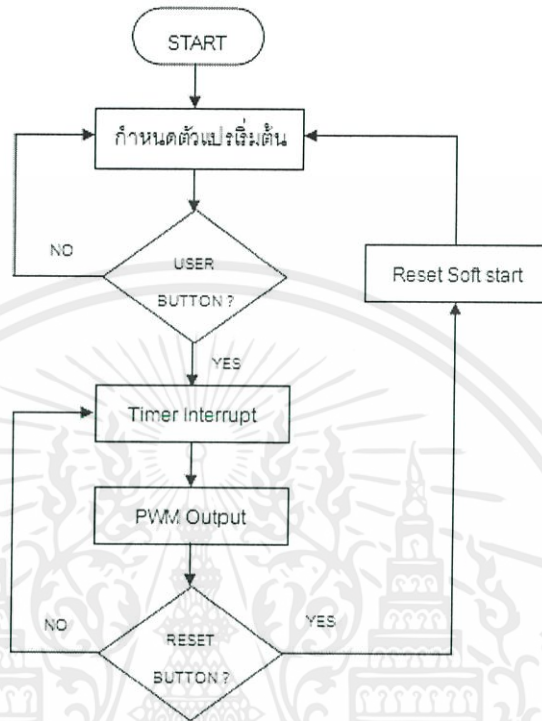 START
กำหนดตัวแปรเริ่มต้น
NO
USER
BUTTON ?
Reset Soft start
YES
Timer Interrupt
PWM Output
NO
RESET
BUTTON ?
YES